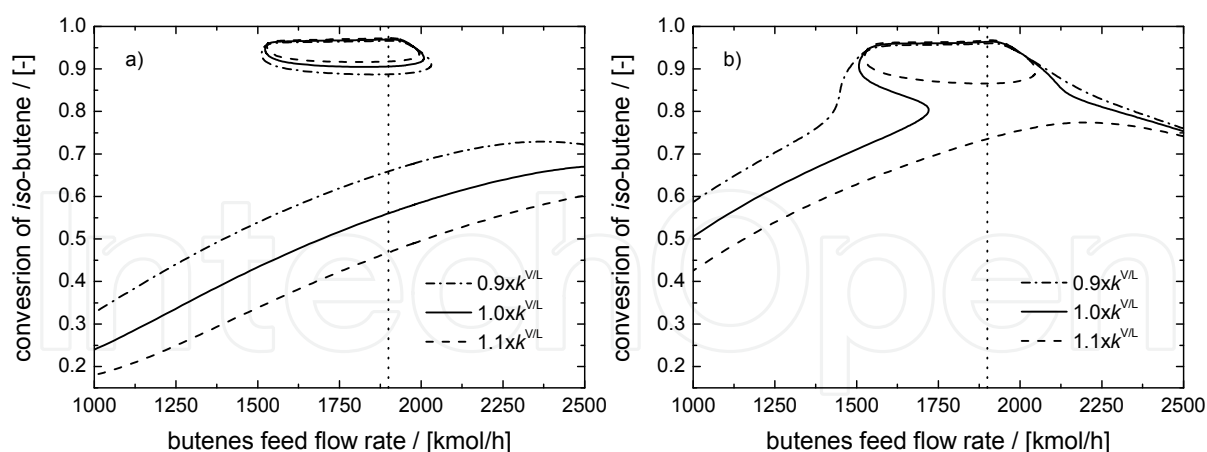 a)
convesrion of iso-butene / [-]
1.0
0.9
0.8
0.7
0.6
0.5
0.4
0.3
0.2
0.9xk^V/L
1.0xk^V/L
1.1xk^V/L
1000 1250 1500 1750 2000 2250 2500
butenes feed flow rate / [kmol/h]
b)
convesrion of iso-butene / [-]
1.0
0.9
0.8
0.7
0.6
0.5
0.4
0.3
0.2
0.9xk^V/L
1.0xk^V/L
1.1xk^V/L
1000 1250 1500 1750 2000 2250 2500
butenes feed flow rate / [kmol/h]
IntechOpen